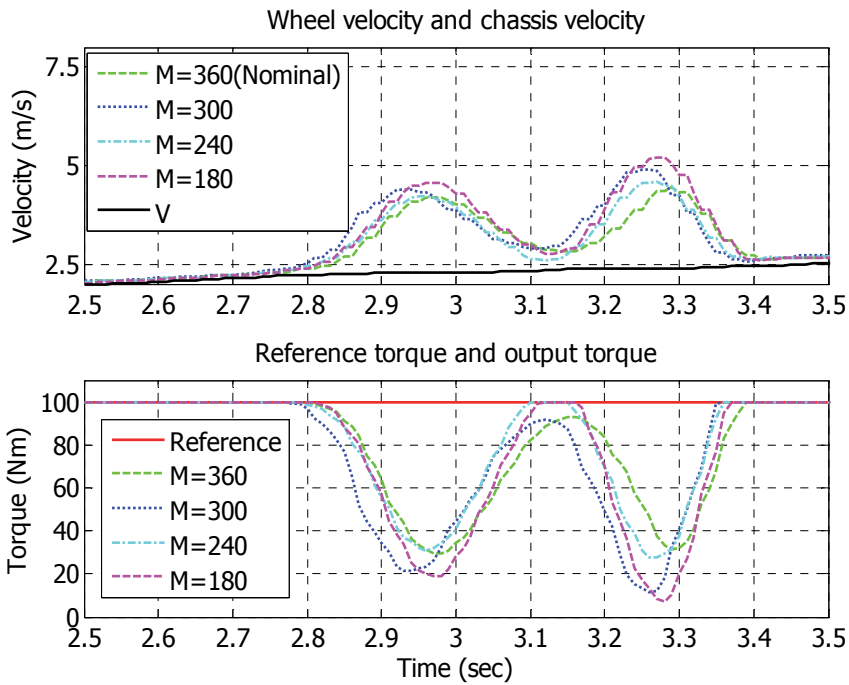 Wheel velocity and chassis velocity
Velocity (m/s)
7.5
5
2.5
M=360(Nominal)
M=300
M=240
M=180
V
2.5 2.6 2.7 2.8 2.9 3 3.1 3.2 3.3 3.4 3.5
Reference torque and output torque
Torque (Nm)
100
80
60
40
20
0
Reference
M=360
M=300
M=240
M=180
2.5 2.6 2.7 2.8 2.9 3 3.1 3.2 3.3 3.4 3.5
Time (sec)